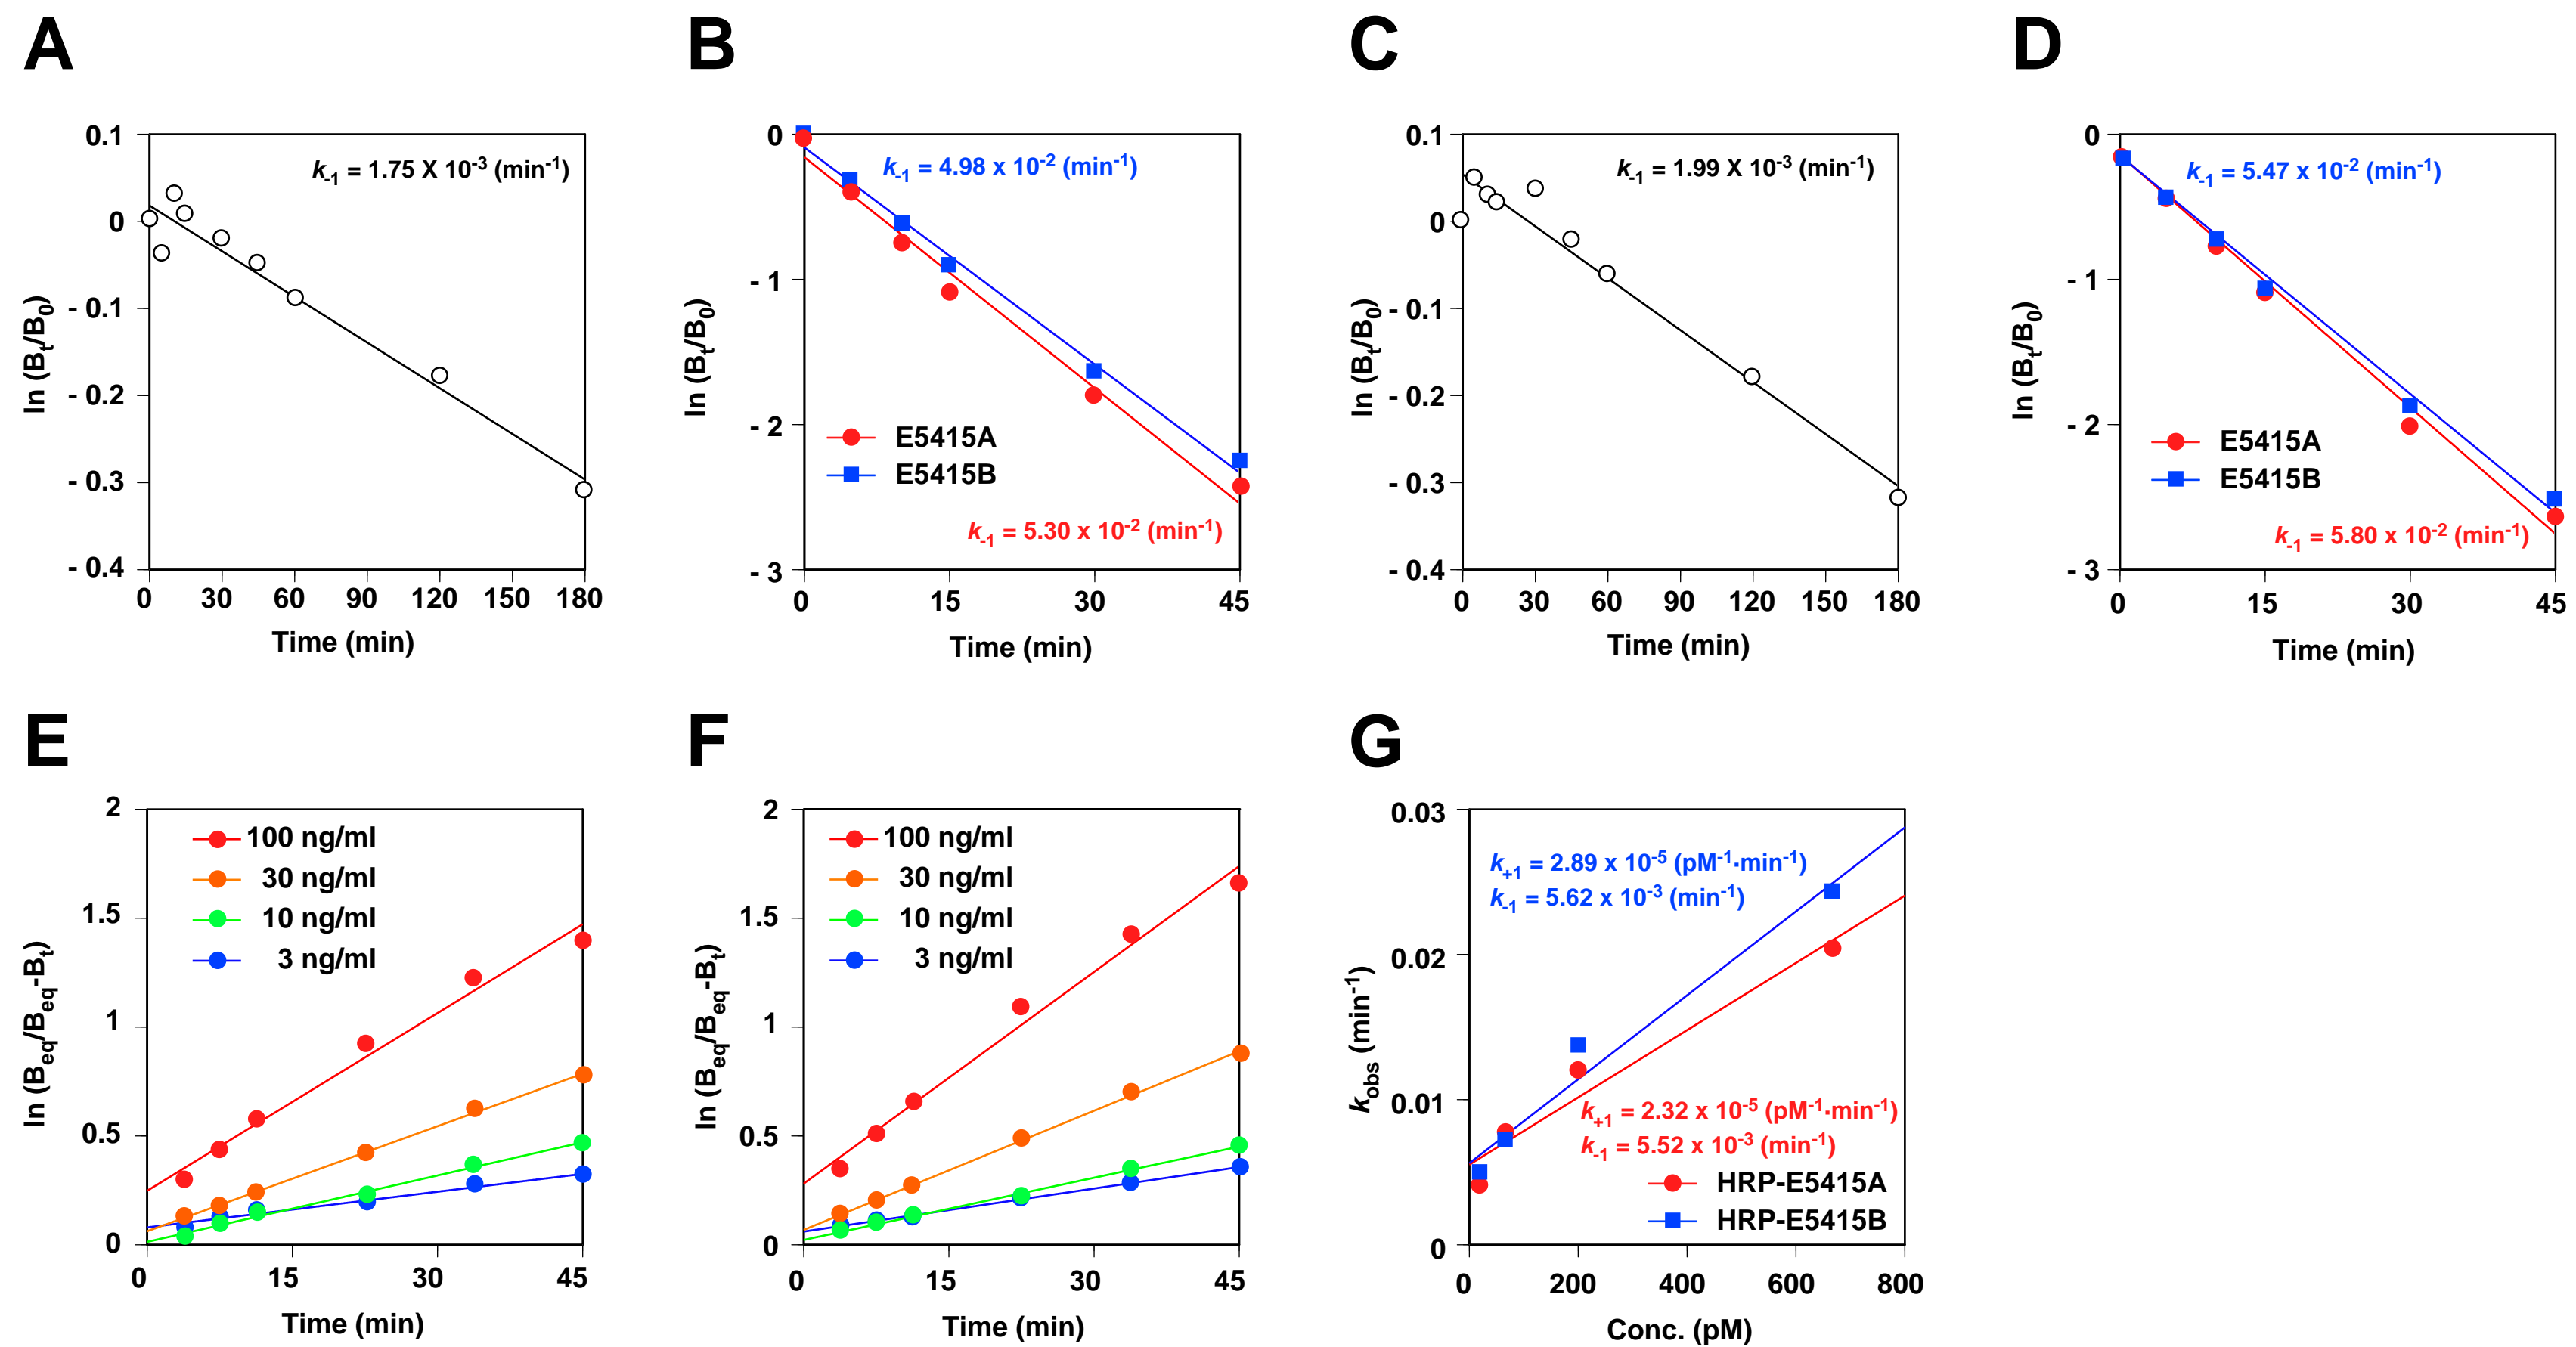 A
0.1
0
- 0.1
- 0.2
- 0.3
- 0.4
ln (Bt/B0)
k-1 = 1.75 X 10-3 (min-1)
0 30 60 90 120 150 180
Time (min)
B
0
- 1
- 2
- 3
ln (Bt/B0)
k-1 = 4.98 x 10-2 (min-1)
E5415A
E5415B
k-1 = 5.30 x 10-2 (min-1)
0 15 30 45
Time (min)
C
0.1
0
- 0.1
- 0.2
- 0.3
- 0.4
ln (Bt/B0)
k-1 = 1.99 X 10-3 (min-1)
0 30 60 90 120 150 180
Time (min)
D
0
- 1
- 2
- 3
ln (Bt/B0)
k-1 = 5.47 x 10-2 (min-1)
E5415A
E5415B
k-1 = 5.80 x 10-2 (min-1)
0 15 30 45
Time (min)
E
2
1.5
1
0.5
0
ln (Beq/Beq-Bt)
100 ng/ml
30 ng/ml
10 ng/ml
3 ng/ml
0 15 30 45
Time (min)
F
2
1.5
1
0.5
0
ln (Beq/Beq-Bt)
100 ng/ml
30 ng/ml
10 ng/ml
3 ng/ml
0 15 30 45
Time (min)
G
0.03
0.02
0.01
0
kobs (min-1)
k+1 = 2.89 x 10-5 (pM-1·min-1)
k-1 = 5.62 x 10-3 (min-1)
k+1 = 2.32 x 10-5 (pM-1·min-1)
k-1 = 5.52 x 10-3 (min-1)
HRP-E5415A
HRP-E5415B
0 200 400 600 800
Conc. (pM)